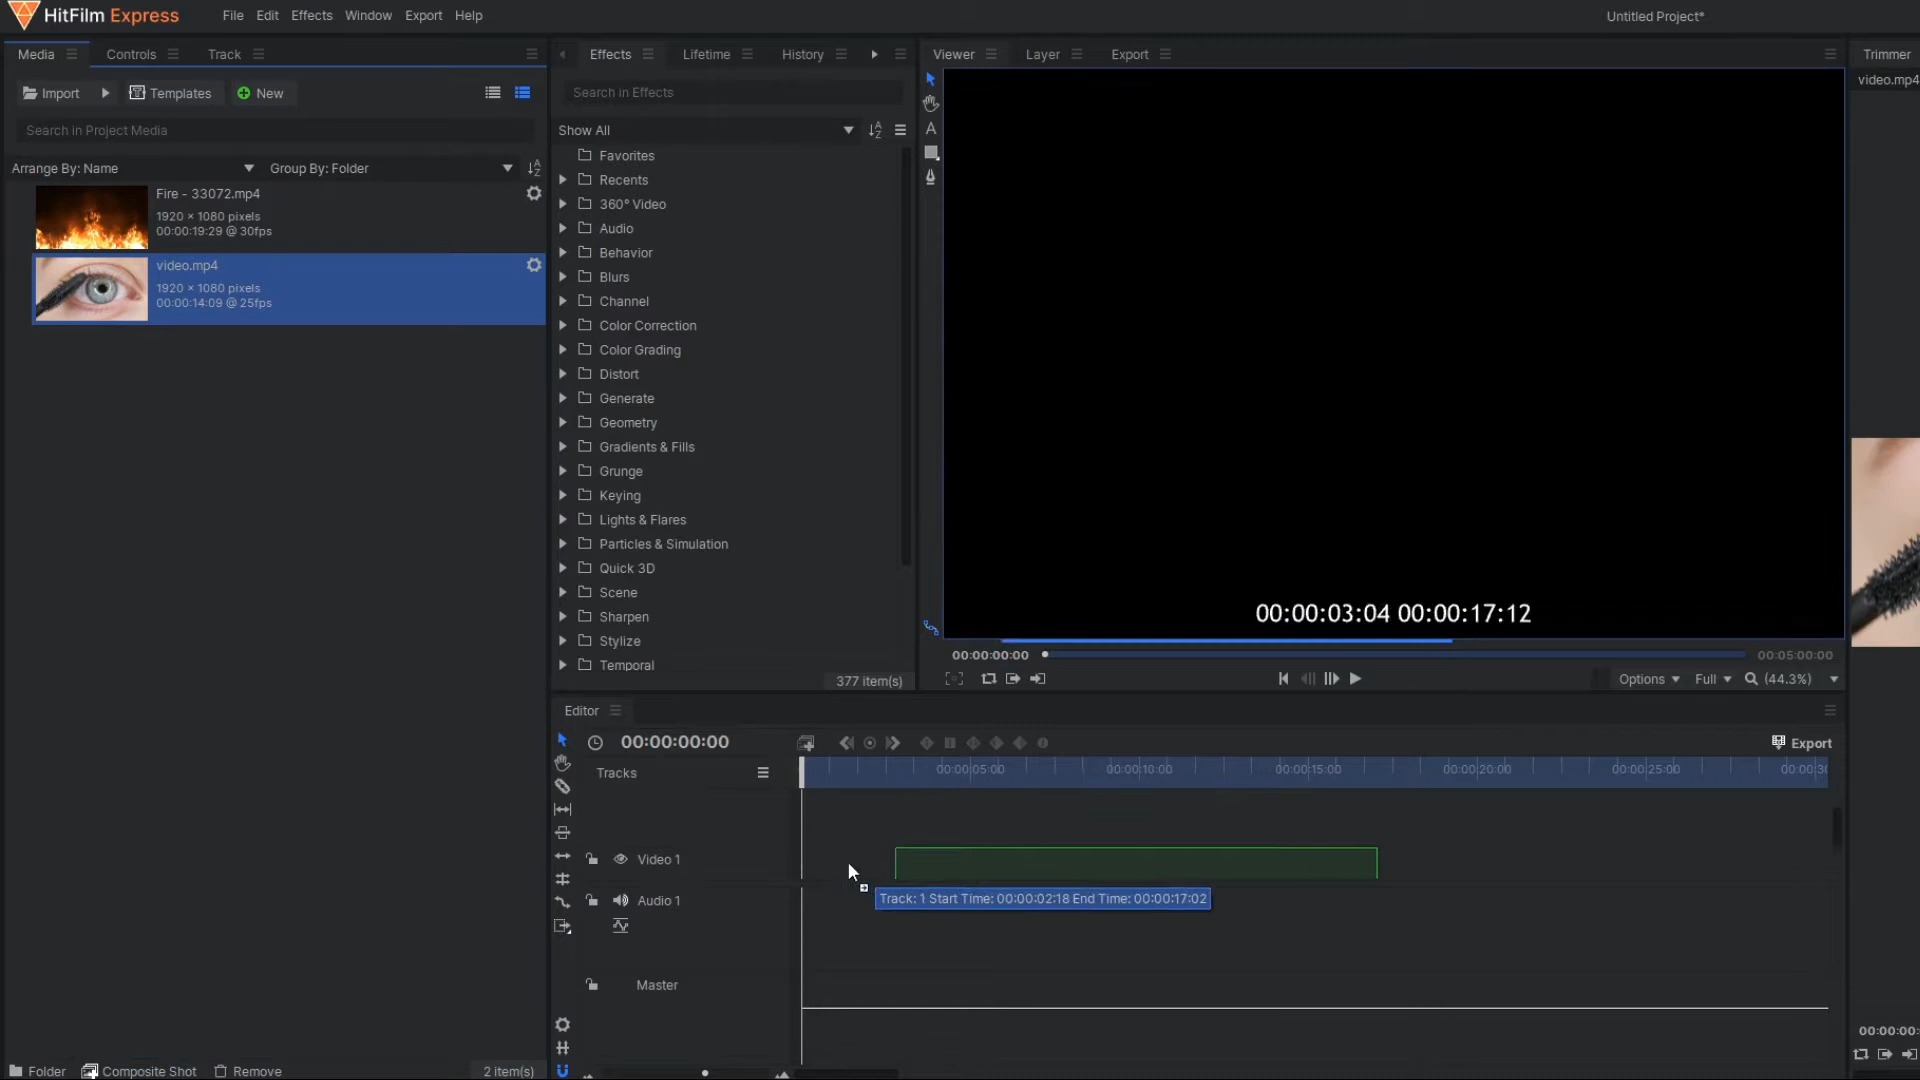 HitFilm Express
File Edit Effects Window Export Help
Untitled Project*
Media Controls Track
Effects Lifetime History
Viewer Layer Export
Trimmer
Import Templates New
Search in Effects
video.mp4
Search in Project Media
Show All
Arrange By: Name Group By: Folder
Fire - 33072.mp4
1920 × 1080 pixels
00:00:19:29 @ 30fps
video.mp4
1920 × 1080 pixels
00:00:14:09 @ 25fps
Favorites
Recents
360° Video
Audio
Behavior
Blurs
Channel
Color Correction
Color Grading
Distort
Generate
Geometry
Gradients & Fills
Grunge
Keying
Lights & Flares
Particles & Simulation
Quick 3D
Scene
Sharpen
Stylize
Temporal
377 item(s)
A
00:00:03:04 00:00:17:12
00:00:00:00 00:05:00:00
Options Full (44.3%)
Editor
00:00:00:00 Export
Tracks
00:00:05:00 00:00:10:00 00:00:15:00 00:00:20:00 00:00:25:00 00:00:30
Video 1
Track: 1 Start Time: 00:00:02:18 End Time: 00:00:17:02
Audio 1
Master
00:00:00:
Folder Composite Shot Remove 2 item(s)